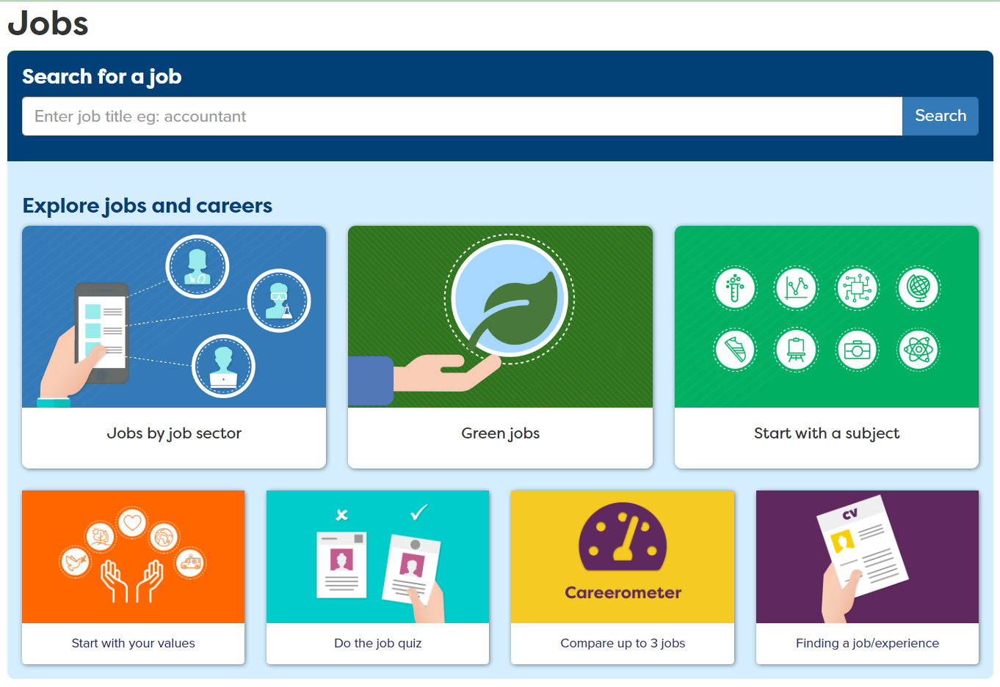 Jobs
Search for a job
Enter job title eg: accountant
Search
Explore jobs and careers
Jobs by job sector
Green jobs
Start with a subject
Careerometer
CV
Start with your values
Do the job quiz
Compare up to 3 jobs
Finding a job/experience